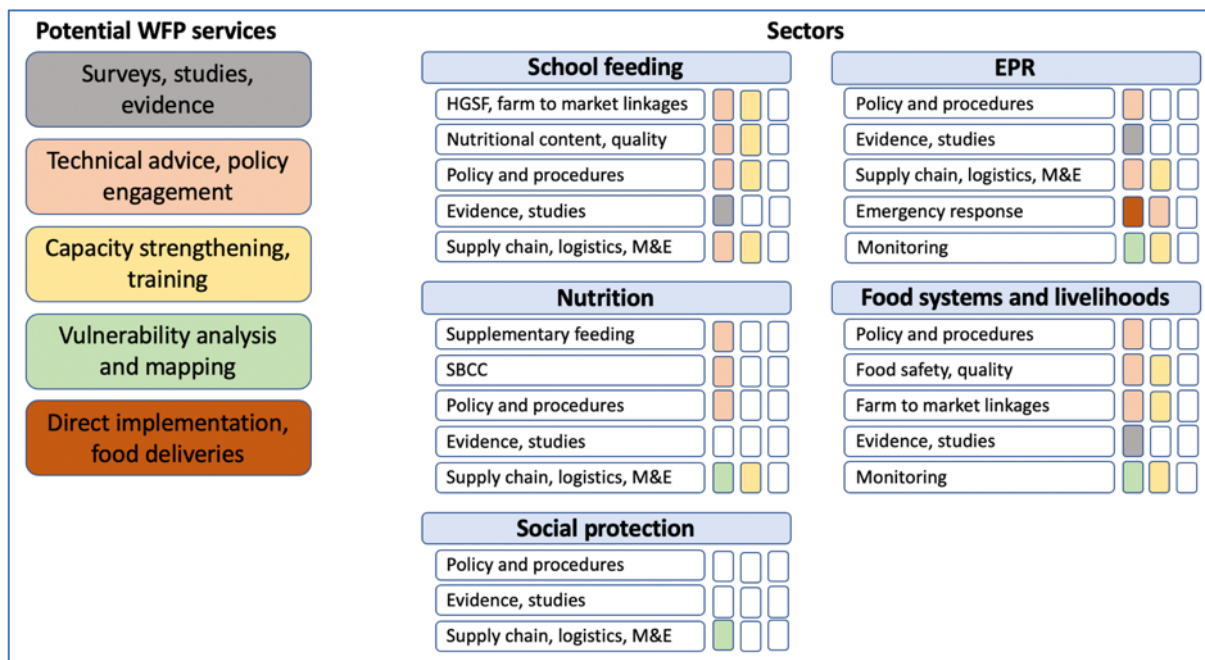 Potential WFP services
Surveys, studies,
evidence
Technical advice, policy
engagement
Capacity strengthening,
training
Vulnerability analysis
and mapping
Direct implementation,
food deliveries
Sectors
School feeding
HGSF, farm to market linkages
Nutritional content, quality
Policy and procedures
Evidence, studies
Supply chain, logistics, M&E
Nutrition
Supplementary feeding
SBCC
Policy and procedures
Evidence, studies
Supply chain, logistics, M&E
Social protection
Policy and procedures
Evidence, studies
Supply chain, logistics, M&E
EPR
Policy and procedures
Evidence, studies
Supply chain, logistics, M&E
Emergency response
Monitoring
Food systems and livelihoods
Policy and procedures
Food safety, quality
Farm to market linkages
Evidence, studies
Monitoring